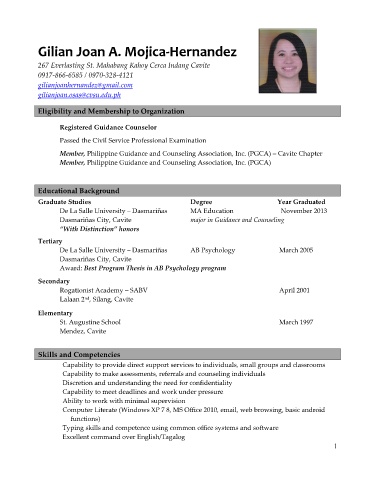 Gilian Joan A. Mojica-Hernandez
267 Everlasting St. Mahabang Kahoy Cerca Indang Cavite
0917-866-6585 / 0970-328-4121
gilianjoanhernandez@gmail.com
gilianjoan.osas@cvsu.edu.ph
Eligibility and Membership to Organization
Registered Guidance Counselor
Passed the Civil Service Professional Examination
Member, Philippine Guidance and Counseling Association, Inc. (PGCA) – Cavite Chapter
Member, Philippine Guidance and Counseling Association, Inc. (PGCA)
Educational Background
Graduate Studies Degree Year Graduated
De La Salle University – Dasmariñas MA Education November 2013
Dasmariñas City, Cavite major in Guidance and Counseling
"With Distinction" honors
Tertiary
De La Salle University – Dasmariñas AB Psychology March 2005
Dasmariñas City, Cavite
Award: Best Program Thesis in AB Psychology program
Secondary
Rogationist Academy – SABV April 2001
Lalaan 2nd, Silang, Cavite
Elementary
St. Augustine School March 1997
Mendez, Cavite
Skills and Competencies
Capability to provide direct support services to individuals, small groups and classrooms
Capability to make assessments, referrals and counseling individuals
Discretion and understanding the need for confidentiality
Capability to meet deadlines and work under pressure
Ability to work with minimal supervision
Computer Literate (Windows XP 7 8, MS Office 2010, email, web browsing, basic android
functions)
Typing skills and competence using common office systems and software
Excellent command over English/Tagalog
1